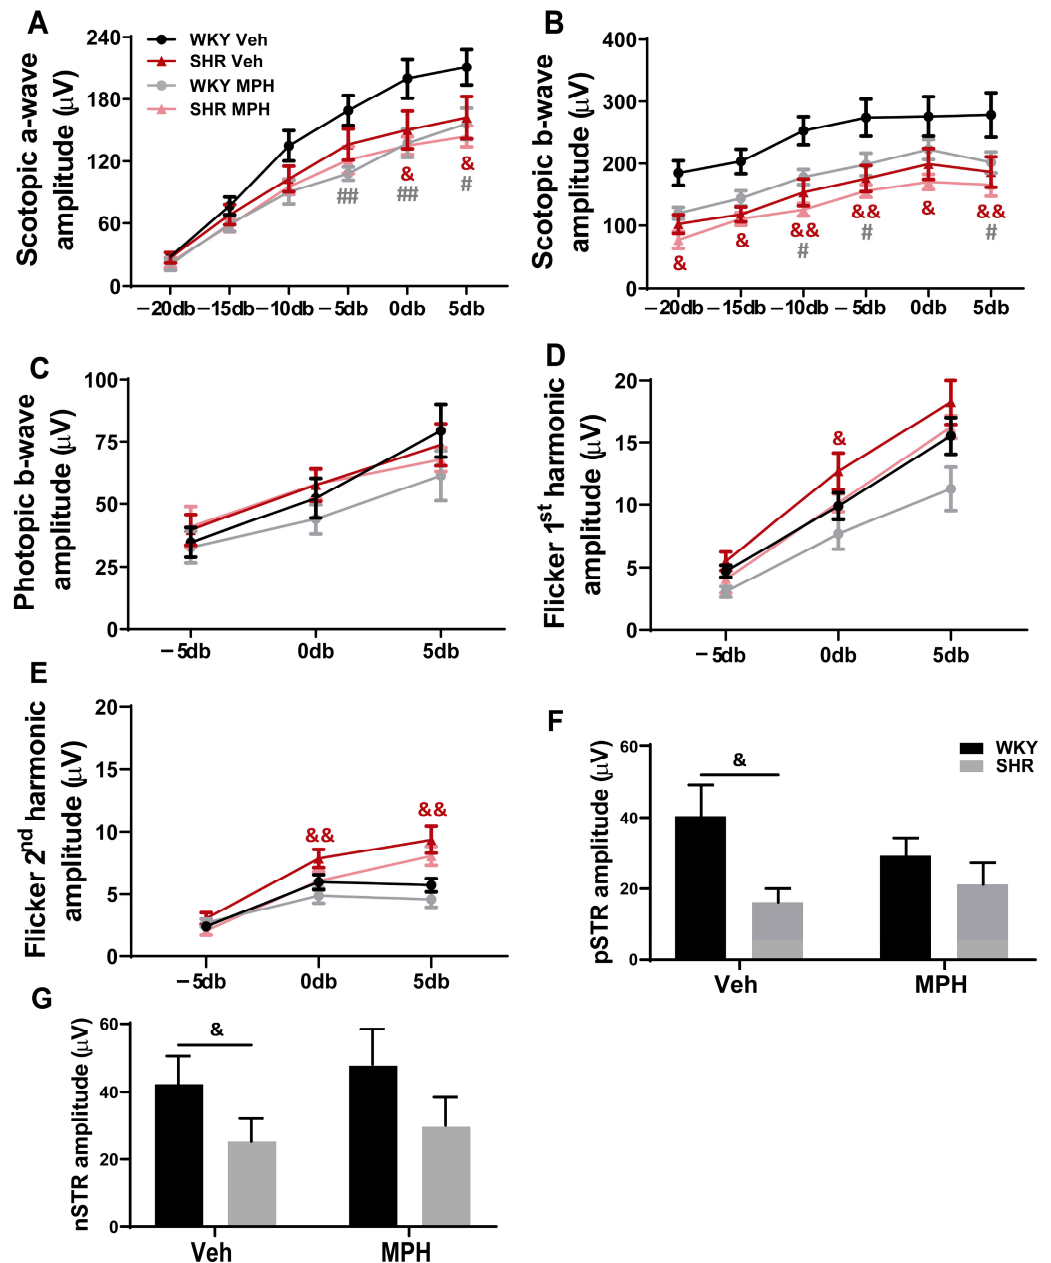 A
Scotopic a-wave
amplitude (μV)
240
180
120
60
0
WKY Veh
SHR Veh
WKY MPH
SHR MPH
## & ## & #
−20db −15db −10db −5db 0db 5db
B
Scotopic b-wave
amplitude (μV)
400
300
200
100
0
& & && # && # & && #
−20db −15db −10db −5db 0db 5db
C
Photopic b-wave
amplitude (μV)
100
75
50
25
0
−5db 0db 5db
D
Flicker 1st harmonic
amplitude (μV)
20
15
10
5
0
&
−5db 0db 5db
E
Flicker 2nd harmonic
amplitude (μV)
20
15
10
5
0
&& &&
−5db 0db 5db
F
pSTR amplitude (μV)
60
40
20
0
&
WKY
SHR
Veh MPH
G
nSTR amplitude (μV)
60
40
20
0
&
Veh MPH